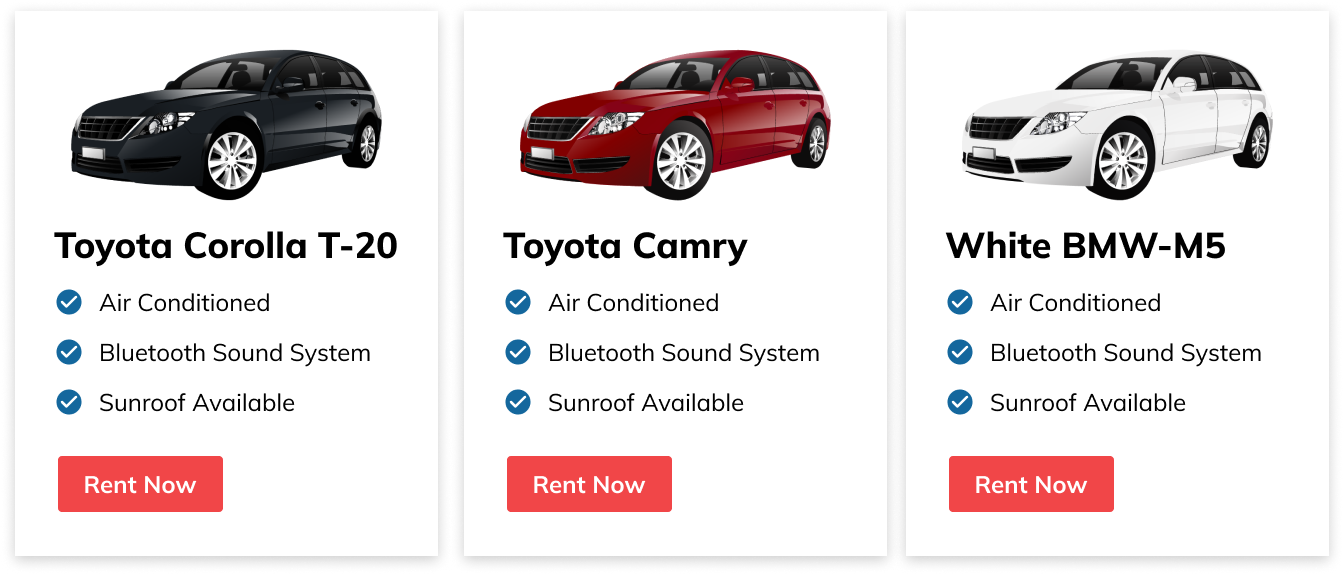 Toyota Corolla T-20
Air Conditioned
Bluetooth Sound System
Sunroof Available
Rent Now
Toyota Camry
Air Conditioned
Bluetooth Sound System
Sunroof Available
Rent Now
White BMW-M5
Air Conditioned
Bluetooth Sound System
Sunroof Available
Rent Now